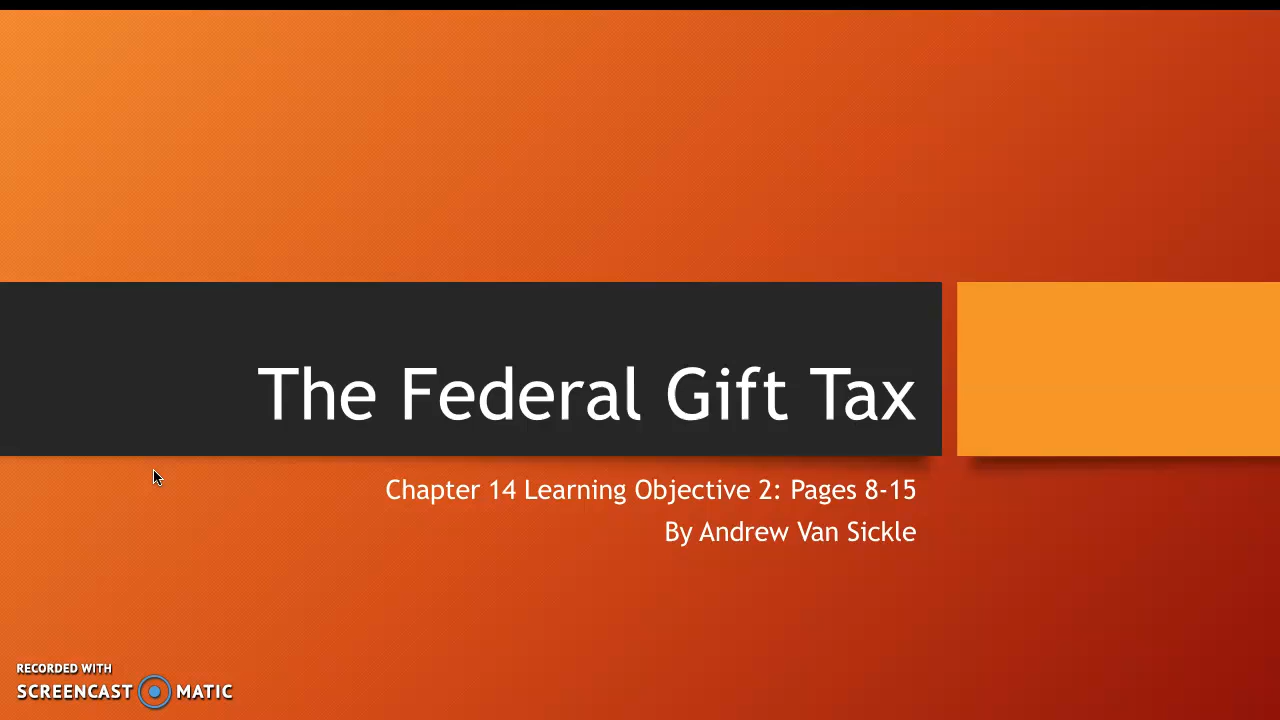 The Federal Gift Tax
Chapter 14 Learning Objective 2: Pages 8-15
By Andrew Van Sickle
RECORDED WITH
SCREENCAST MATIC